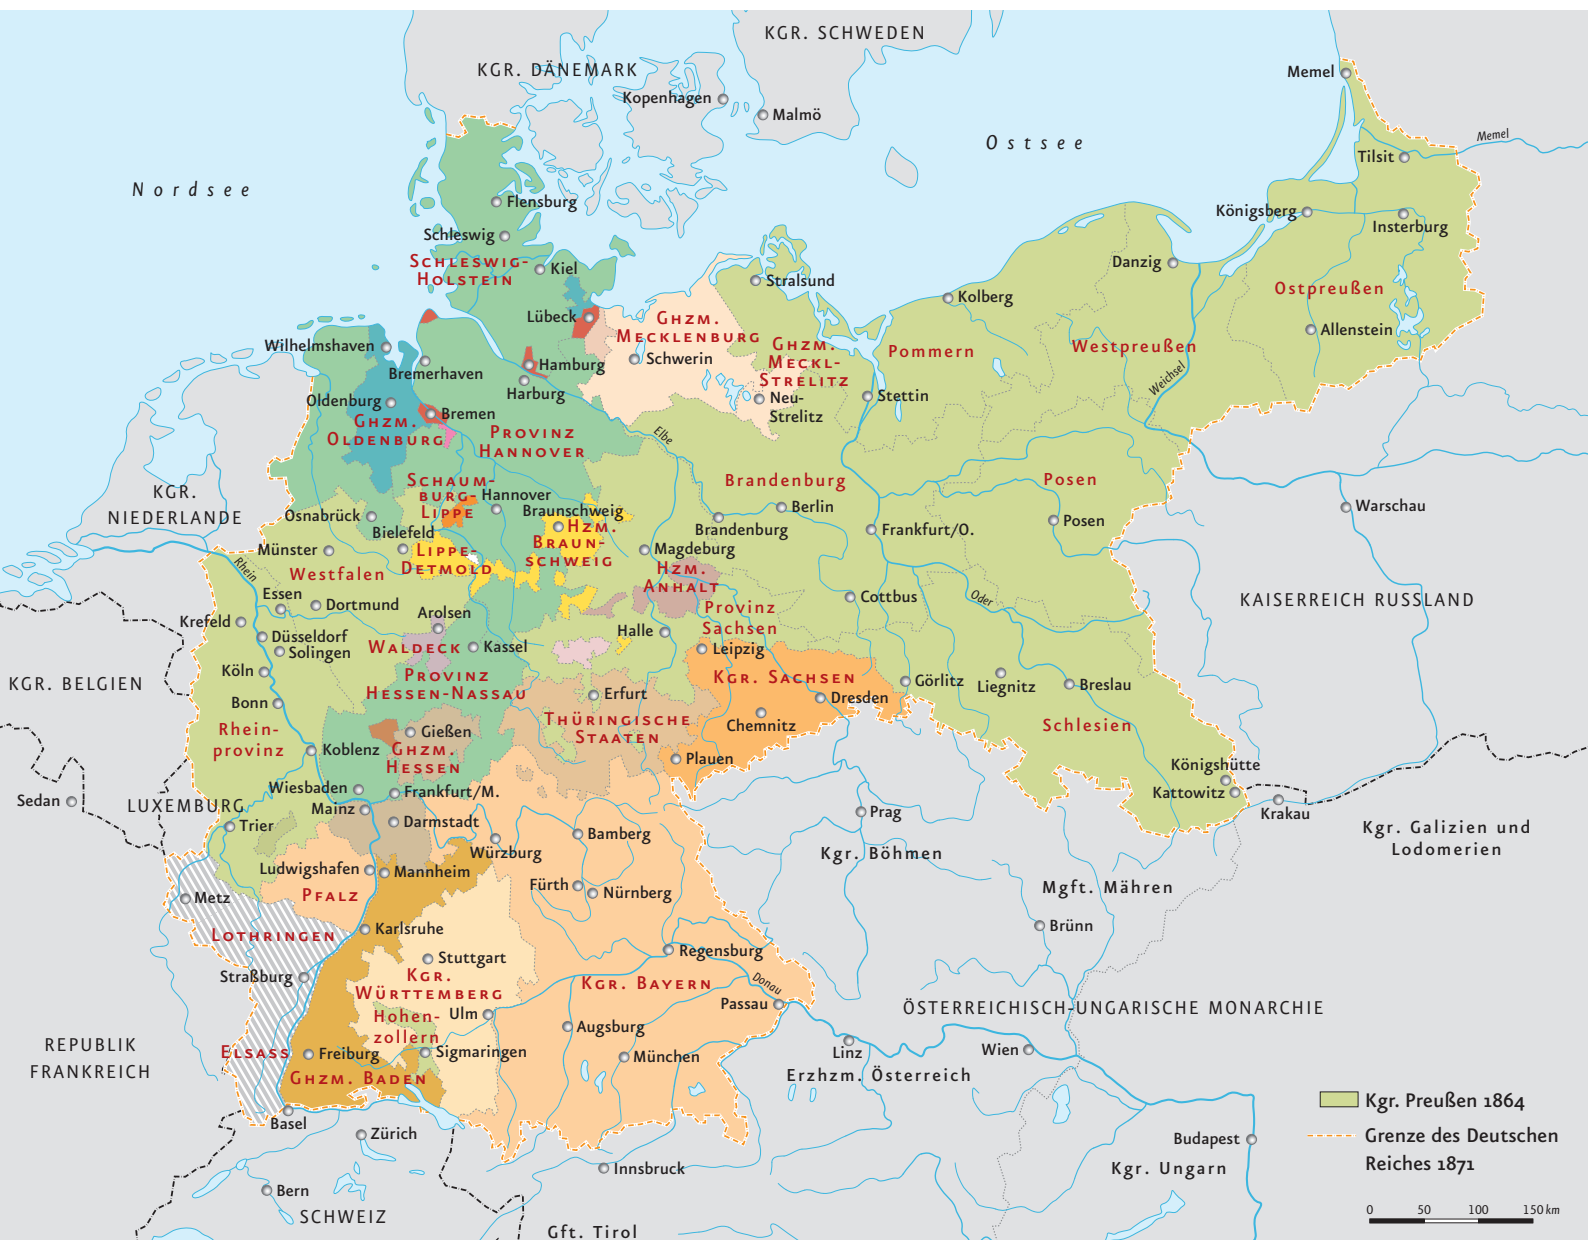 KGR. SCHWEDEN
KGR. DÄNEMARK
Kopenhagen
Malmö
Memel
Ostsee
Memel
Tilsit
Nordsee
Flensburg
Königsberg
Insterburg
Schleswig
SCHLESWIG-
HOLSTEIN
Kiel
Danzig
Stralsund
Ostpreußen
Kolberg
Lübeck
GHZM.
MECKLENBURG
Allenstein
Wilhelmshaven
GHZM.
MECKL-
STRELITZ
Pommern
Westpreußen
Schwerin
Hamburg
Bremerhaven
Harburg
Weichsel
Neu-
Strelitz
Stettin
Oldenburg
Bremen
GHZM.
OLDENBURG
PROVINZ
HANNOVER
Elbe
SCHAUM-
BURG-
LIPPE
Brandenburg
Posen
KGR.
NIEDERLANDE
Hannover
Braunschweig
Berlin
Warschau
Osnabrück
Brandenburg
Frankfurt/O.
Posen
HZM.
BRAUN-
SCHWEIG
Bielefeld
Münster
LIPPE-
DETMOLD
Magdeburg
Rhein
Westfalen
HZM.
ANHALT
Essen
Dortmund
Cottbus
Oder
KAISERREICH RUSSLAND
Arolsen
Provinz
Sachsen
Krefeld
Düsseldorf
Solingen
Halle
WALDECK
Kassel
Leipzig
Köln
PROVINZ
HESSEN-NASSAU
KGR. SACHSEN
KGR. BELGIEN
Görlitz
Liegnitz
Breslau
Bonn
Erfurt
Dresden
Rhein-
provinz
THÜRINGISCHE
STAATEN
Chemnitz
Schlesien
Gießen
Koblenz
GHZM.
HESSEN
Plauen
Königshütte
Kattowitz
Sedan
LUXEMBURG
Wiesbaden
Frankfurt/M.
Mainz
Krakau
Trier
Darmstadt
Bamberg
Prag
Kgr. Galizien und
Lodomerien
Würzburg
Kgr. Böhmen
Ludwigshafen
Mannheim
Fürth
Nürnberg
Mgft. Mähren
Metz
PFALZ
LOTHRINGEN
Karlsruhe
Brünn
Stuttgart
Regensburg
Straßburg
KGR.
WÜRTTEMBERG
KGR. BAYERN
Donau
Passau
ÖSTERREICHISCH-UNGARISCHE MONARCHIE
Hohen-
zollern
Ulm
Augsburg
REPUBLIK
FRANKREICH
ELSASS
Freiburg
Sigmaringen
München
Linz
Wien
GHZM. BADEN
Erzhzm. Österreich
Basel
Kgr. Preußen 1864
Zürich
Grenze des Deutschen
Reiches 1871
Budapest
Innsbruck
Kgr. Ungarn
Bern
SCHWEIZ
Gft. Tirol
0 50 100 150 km